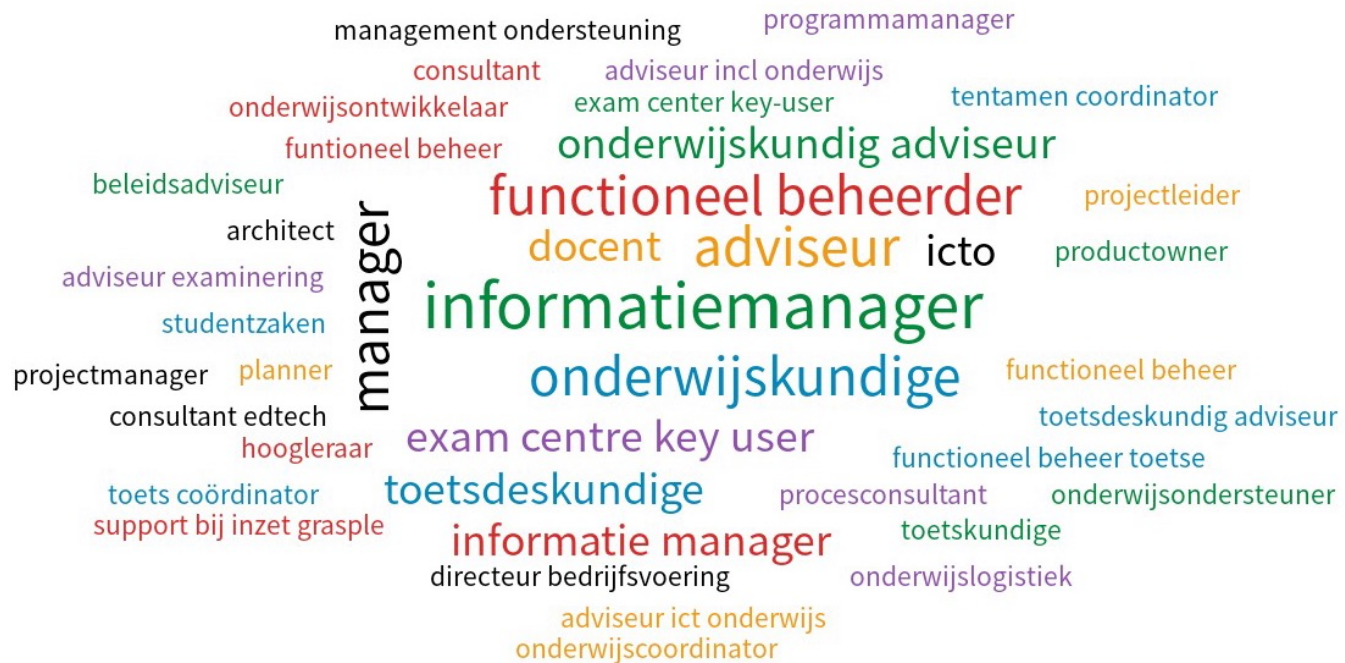 programmamanager
management ondersteuning
consultant
adviseur incl onderwijs
tentamen coordinator
onderwijsontwikkelaar
exam center key-user
funtioneel beheer
onderwijskundig adviseur
beleidsadviseur
functioneel beheerder
projectleider
architect
manager
docent
adviseur
icto
productowner
adviseur examinering
informatiemanager
studentzaken
projectmanager
planner
onderwijskundige
functioneel beheer
consultant edtech
toetsdeskundig adviseur
hoogleraar
exam centre key user
functioneel beheer toetse
toets coördinator
toetsdeskundige
procesconsultant
onderwijsondersteuner
support bij inzet grasple
informatie manager
toetskundige
directeur bedrijfsvoering
onderwijslogistiek
adviseur ict onderwijs
onderwijscoordinator